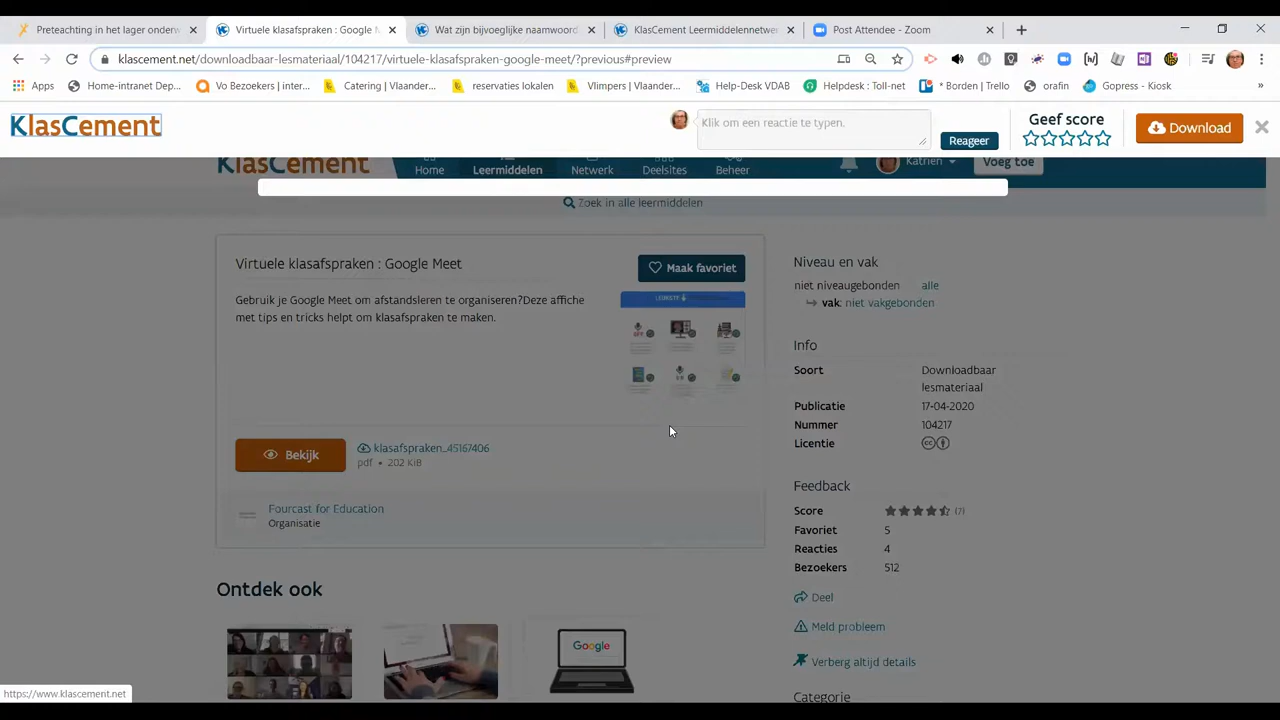 Preteaching in het lager onderw
Virtuele klasafspraken : Google M
Wat zijn bijvoeglijke naamwoord
KlasCement Leermiddelennetwe
Post Attendee - Zoom
klascement.net/downloadbaar-lesmateriaal/104217/virtuele-klasafspraken-google-meet/?previous#preview
Apps
Home-intranet Dep...
Vo Bezoekers | inter...
Catering | Vlaander...
reservaties lokalen
Vlimpers | Vlaander...
Help-Desk VDAB
Helpdesk : Toll-net
* Borden | Trello
orafin
Gopress - Kiosk
»
KlasCement
Klik om een reactie te typen.
Reageer
Geef score
Download
KlasCement
Home
Leermiddelen
Netwerk
Deelsites
Beheer
Katrien
Voeg toe
Zoek in alle leermiddelen
Virtuele klasafspraken : Google Meet
Maak favoriet
Gebruik je Google Meet om afstandsleren te organiseren?Deze affiche
met tips en tricks helpt om klasafspraken te maken.
Bekijk
klasafspraken_45167406
pdf • 202 KiB
Fourcast for Education
Organisatie
Niveau en vak
niet niveaugebonden alle
vak: niet vakgebonden
Info
Soort Downloadbaar
lesmateriaal
Publicatie 17-04-2020
Nummer 104217
Licentie
Feedback
Score (7)
Favoriet 5
Reacties 4
Bezoekers 512
Deel
Meld probleem
Verberg altijd details
Categorie
Ontdek ook
Google
https://www.klascement.net